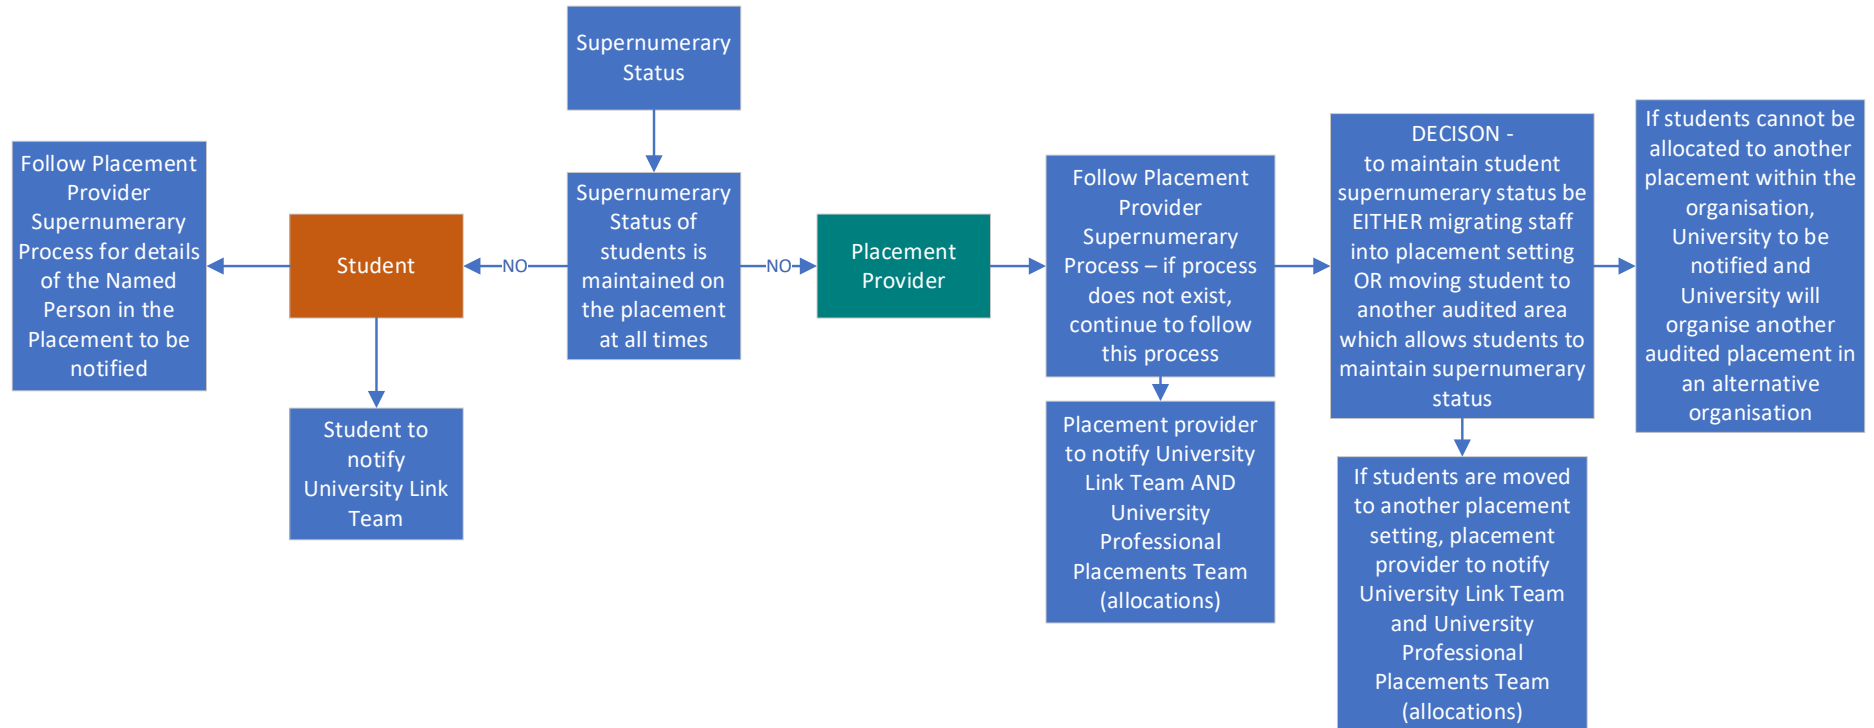 Supernumerary
Status
Follow Placement
Provider
Supernumerary
Process for details
of the Named
Person in the
Placement to be
notified
Student
NO
Supernumerary
Status of
students is
maintained on
the placement
at all times
NO
Placement
Provider
Follow Placement
Provider
Supernumerary
Process – if process
does not exist,
continue to follow
this process
DECISON -
to maintain student
supernumerary status be
EITHER migrating staff
into placement setting
OR moving student to
another audited area
which allows students to
maintain supernumerary
status
If students cannot be
allocated to another
placement within the
organisation,
University to be
notified and
University will
organise another
audited placement in
an alternative
organisation
Student to
notify
University Link
Team
Placement provider
to notify University
Link Team AND
University
Professional
Placements Team
(allocations)
If students are moved
to another placement
setting, placement
provider to notify
University Link Team
and University
Professional
Placements Team
(allocations)